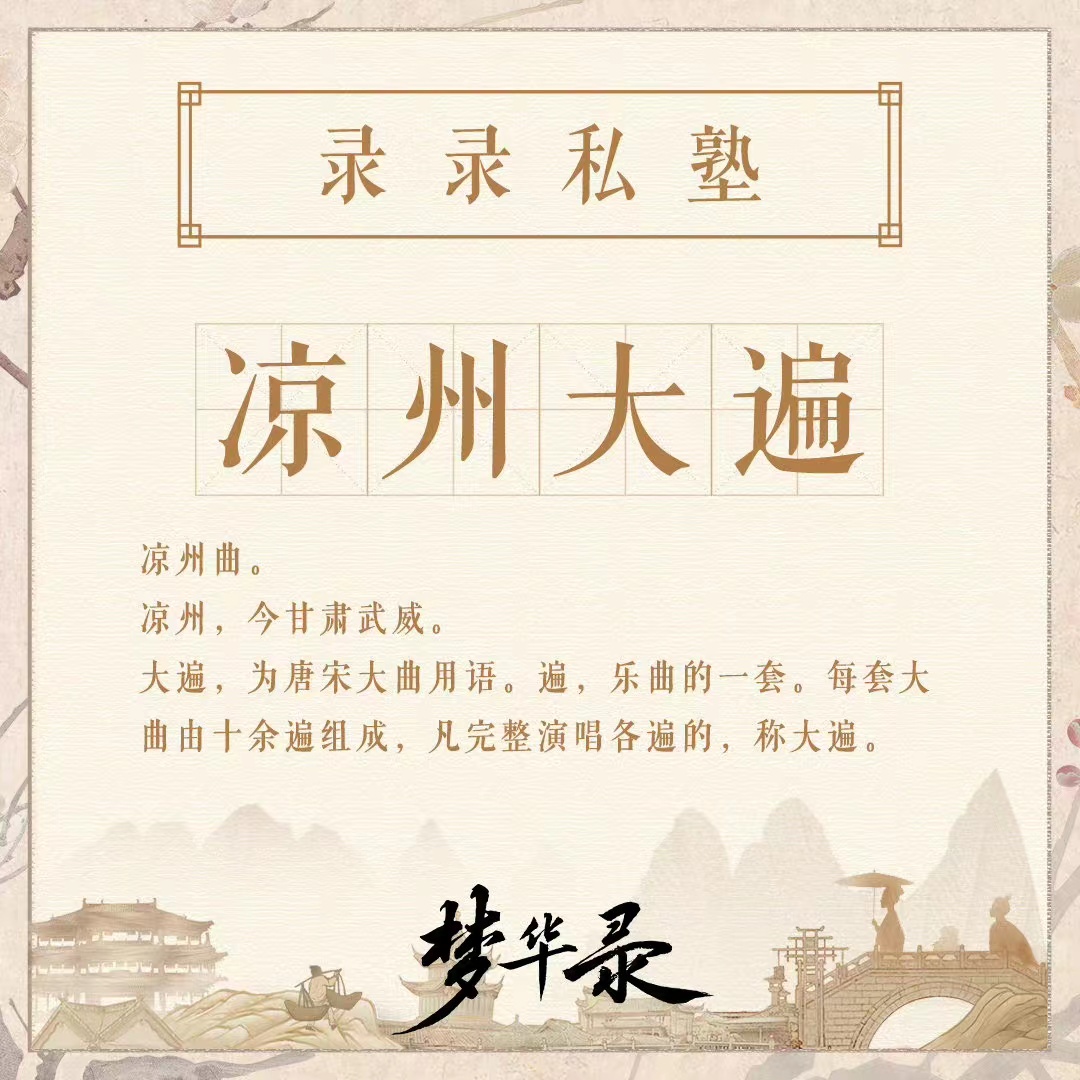 录录私塾
凉州大遍
凉州曲。
凉州，今甘肃武威。
大遍，为唐宋大曲用语。遍，乐曲的一套。每套大
曲由十余遍组成，凡完整演唱各遍的，称大遍。
梦华录